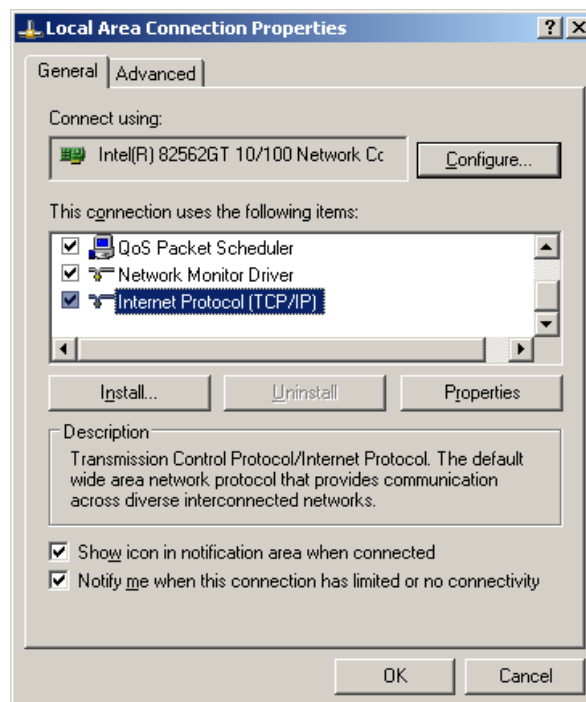 Local Area Connection Properties
General
Advanced
Connect using:
Intel(R) 82562GT 10/100 Network Cc
Configure...
This connection uses the following items:
QoS Packet Scheduler
Network Monitor Driver
Internet Protocol (TCP/IP)
Install...
Uninstall
Properties
Description
Transmission Control Protocol/Internet Protocol. The default
wide area network protocol that provides communication
across diverse interconnected networks.
Show icon in notification area when connected
Notify me when this connection has limited or no connectivity
OK
Cancel